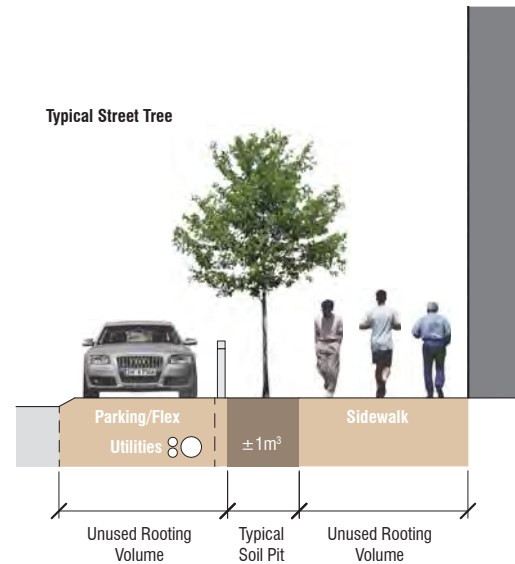 Typical Street Tree
Parking/Flex
Sidewalk
Utilities
±1m³
Unused Rooting
Volume
Typical
Soil Pit
Unused Rooting
Volume